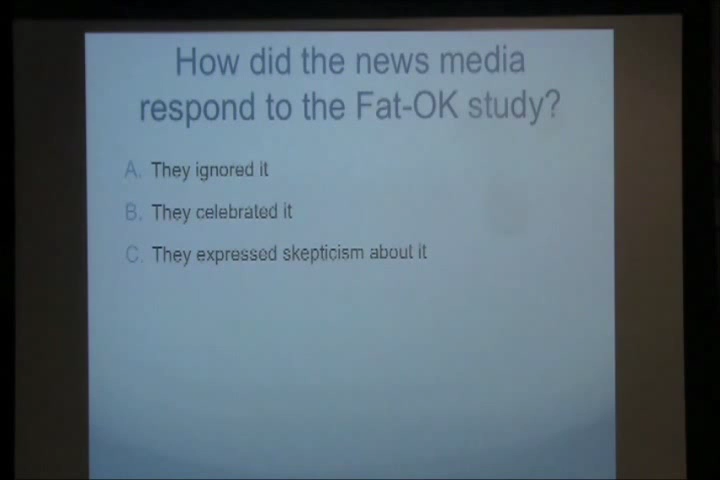 How did the news media
respond to the Fat-OK study?
A. They ignored it
B. They celebrated it
C. They expressed skepticism about it